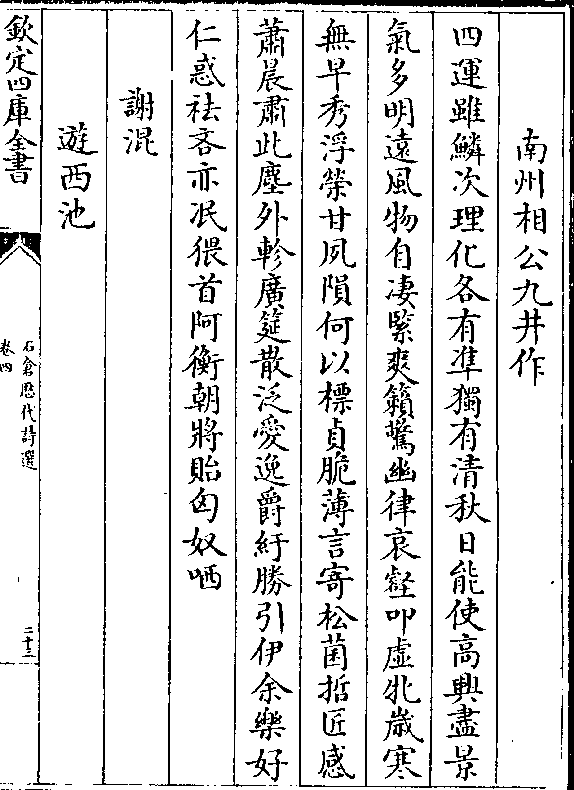 南州相公九井作
四運雖鱗次理化各有凖獨有清秋日能使高興盡景
氣多明遠風物自凄緊爽籟驚幽律哀壑叩虛牝歲寒
無早秀浮榮甘夙隕何以標貞脆薄言寄松菌哲匠感
蕭晨肅此塵外軫廣筵散泛愛逸爵紆勝引伊余樂好
仁惑袪吝亦泯猥首阿衡朝將貽匈奴哂
謝混
遊西池
欽定四庫全書
石倉歷代詩選
卷四
二十三